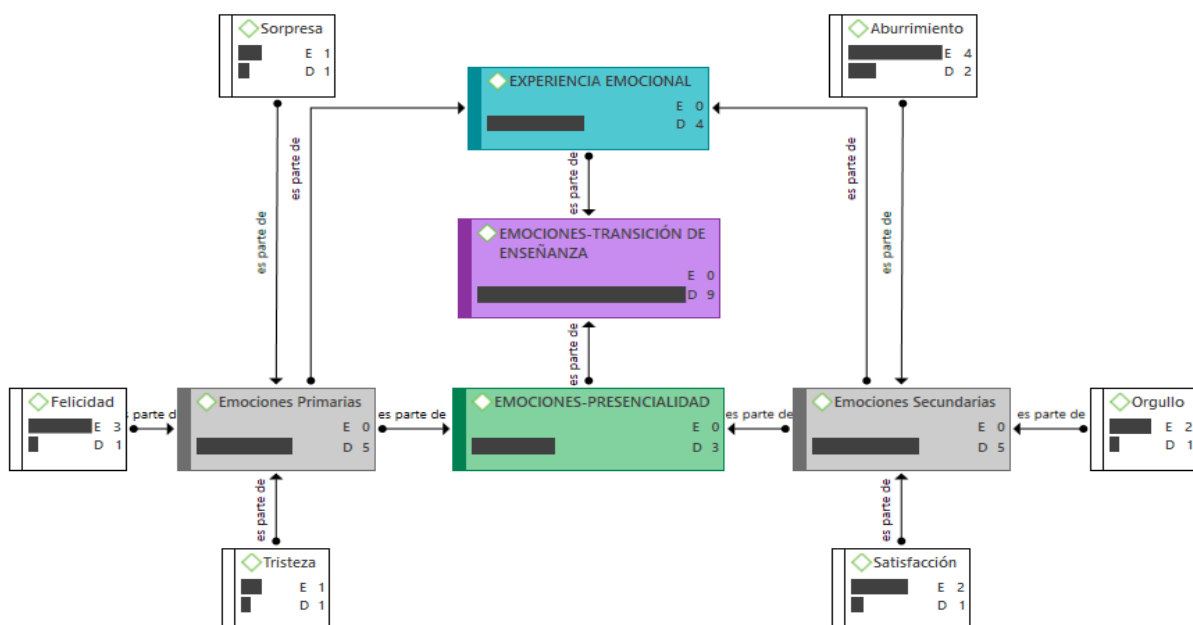 Sorpresa
E 1
D 1
Aburrimiento
E 4
D 2
EXPERIENCIA EMOCIONAL
E 0
D 4
es parte de
es parte de
es parte de
es parte de
es parte de
EMOCIONES-TRANSICIÓN DE
ENSEÑANZA
E 0
D 9
es parte de
Felicidad
E 3
D 1
es parte de
Emociones Primarias
E 0
D 5
es parte de
EMOCIONES-PRESENCIALIDAD
E 0
D 3
es parte de
Emociones Secundarias
E 0
D 5
es parte de
Orgullo
E 2
D 1
es parte de
es parte de
Tristeza
E 1
D 1
Satisfacción
E 2
D 1